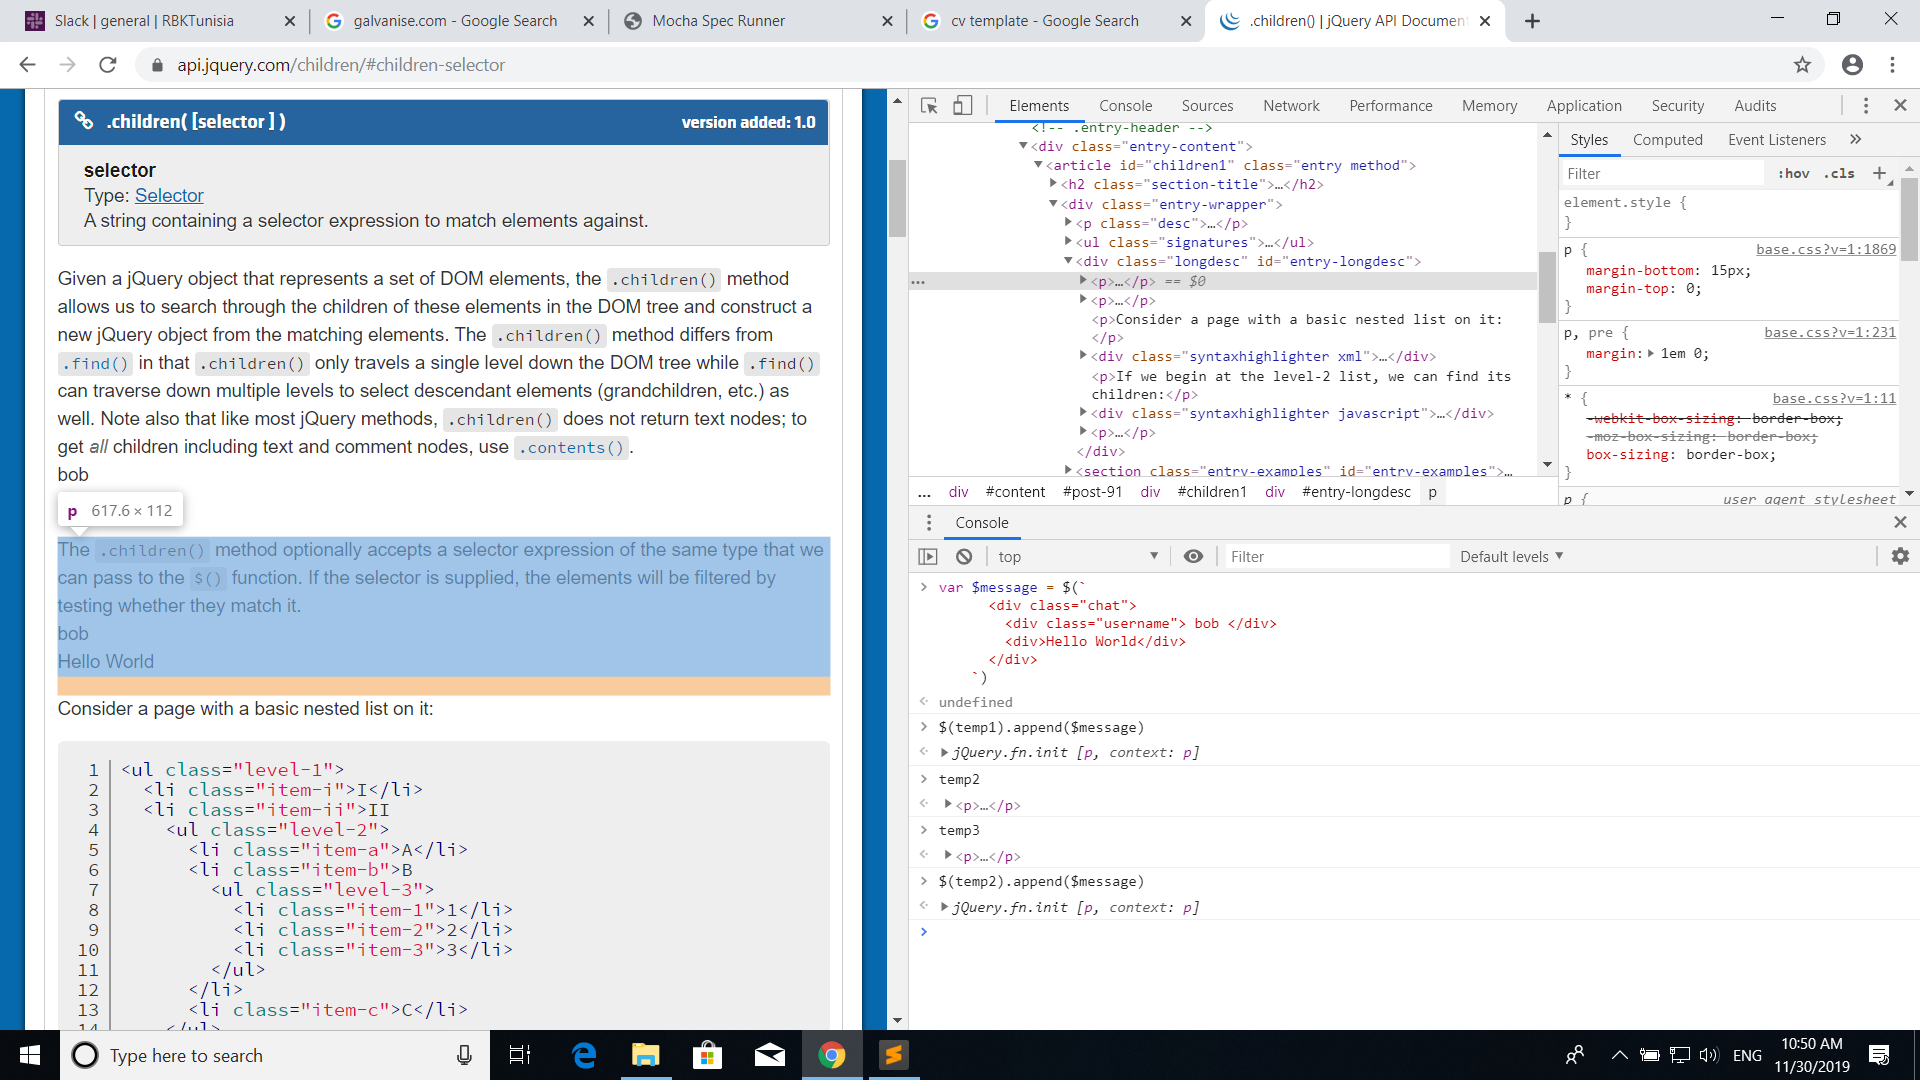 Slack | general | RBKTunisia
galvanise.com - Google Search
Mocha Spec Runner
cv template - Google Search
.children() | jQuery API Documen
api.jquery.com/children/#children-selector
.children( [selector ] )
version added: 1.0
selector
Type: Selector
A string containing a selector expression to match elements against.
Given a jQuery object that represents a set of DOM elements, the .children() method
allows us to search through the children of these elements in the DOM tree and construct a
new jQuery object from the matching elements. The .children() method differs from
.find() in that .children() only travels a single level down the DOM tree while .find()
can traverse down multiple levels to select descendant elements (grandchildren, etc.) as
well. Note also that like most jQuery methods, .children() does not return text nodes; to
get all children including text and comment nodes, use .contents().
bob
p 617.6 × 112
The .children() method optionally accepts a selector expression of the same type that we
can pass to the $() function. If the selector is supplied, the elements will be filtered by
testing whether they match it.
bob
Hello World
Consider a page with a basic nested list on it:
1 <ul class="level-1">
2 <li class="item-i">I</li>
3 <li class="item-ii">II
4 <ul class="level-2">
5 <li class="item-a">A</li>
6 <li class="item-b">B
7 <ul class="level-3">
8 <li class="item-1">1</li>
9 <li class="item-2">2</li>
10 <li class="item-3">3</li>
11 </ul>
12 </li>
13 <li class="item-c">C</li>
14 </ul>
Elements Console Sources Network Performance Memory Application Security Audits
<!-- .entry-header -->
<div class="entry-content">
<article id="children1" class="entry method">
<h2 class="section-title">…</h2>
<div class="entry-wrapper">
<p class="desc">…</p>
<ul class="signatures">…</ul>
<div class="longdesc" id="entry-longdesc">
… <p>…</p> == $0
<p>…</p>
<p>Consider a page with a basic nested list on it:
</p>
<div class="syntaxhighlighter xml">…</div>
<p>If we begin at the level-2 list, we can find its
children:</p>
<div class="syntaxhighlighter javascript">…</div>
<p>…</p>
</div>
<section class="entry-examples" id="entry-examples">…
... div #content #post-91 div #children1 div #entry-longdesc p
Styles Computed Event Listeners »
Filter :hov .cls +
element.style {
}
p { base.css?v=1:1869
margin-bottom: 15px;
margin-top: 0;
}
p, pre { base.css?v=1:231
margin: 1em 0;
}
* { base.css?v=1:11
-webkit-box-sizing: border-box;
-moz-box-sizing: border-box;
box-sizing: border-box;
}
p { user agent stylesheet
Console
top Filter Default levels
> var $message = $(`
<div class="chat">
<div class="username"> bob </div>
<div>Hello World</div>
</div>
`)
undefined
> $(temp1).append($message)
jQuery.fn.init [p, context: p]
> temp2
<p>…</p>
> temp3
<p>…</p>
> $(temp2).append($message)
jQuery.fn.init [p, context: p]
>
Type here to search
ENG
10:50 AM
11/30/2019